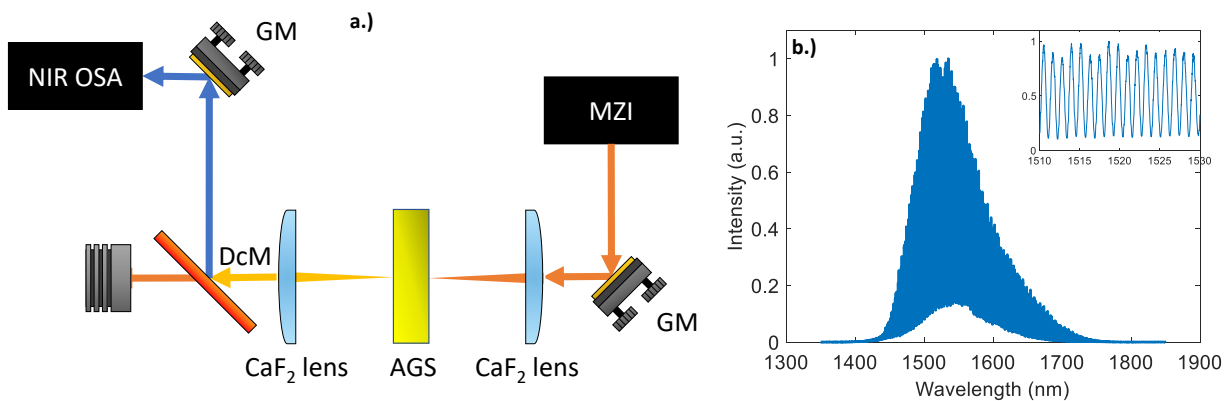 a.)
GM
NIR OSA
MZI
DcM
GM
CaF₂ lens
AGS
CaF₂ lens
b.)
Intensity (a.u.)
1
0.8
0.6
0.4
0.2
0
1300
1400
1500
1600
1700
1800
1900
Wavelength (nm)
1
0.5
0
1510
1515
1520
1525
1530